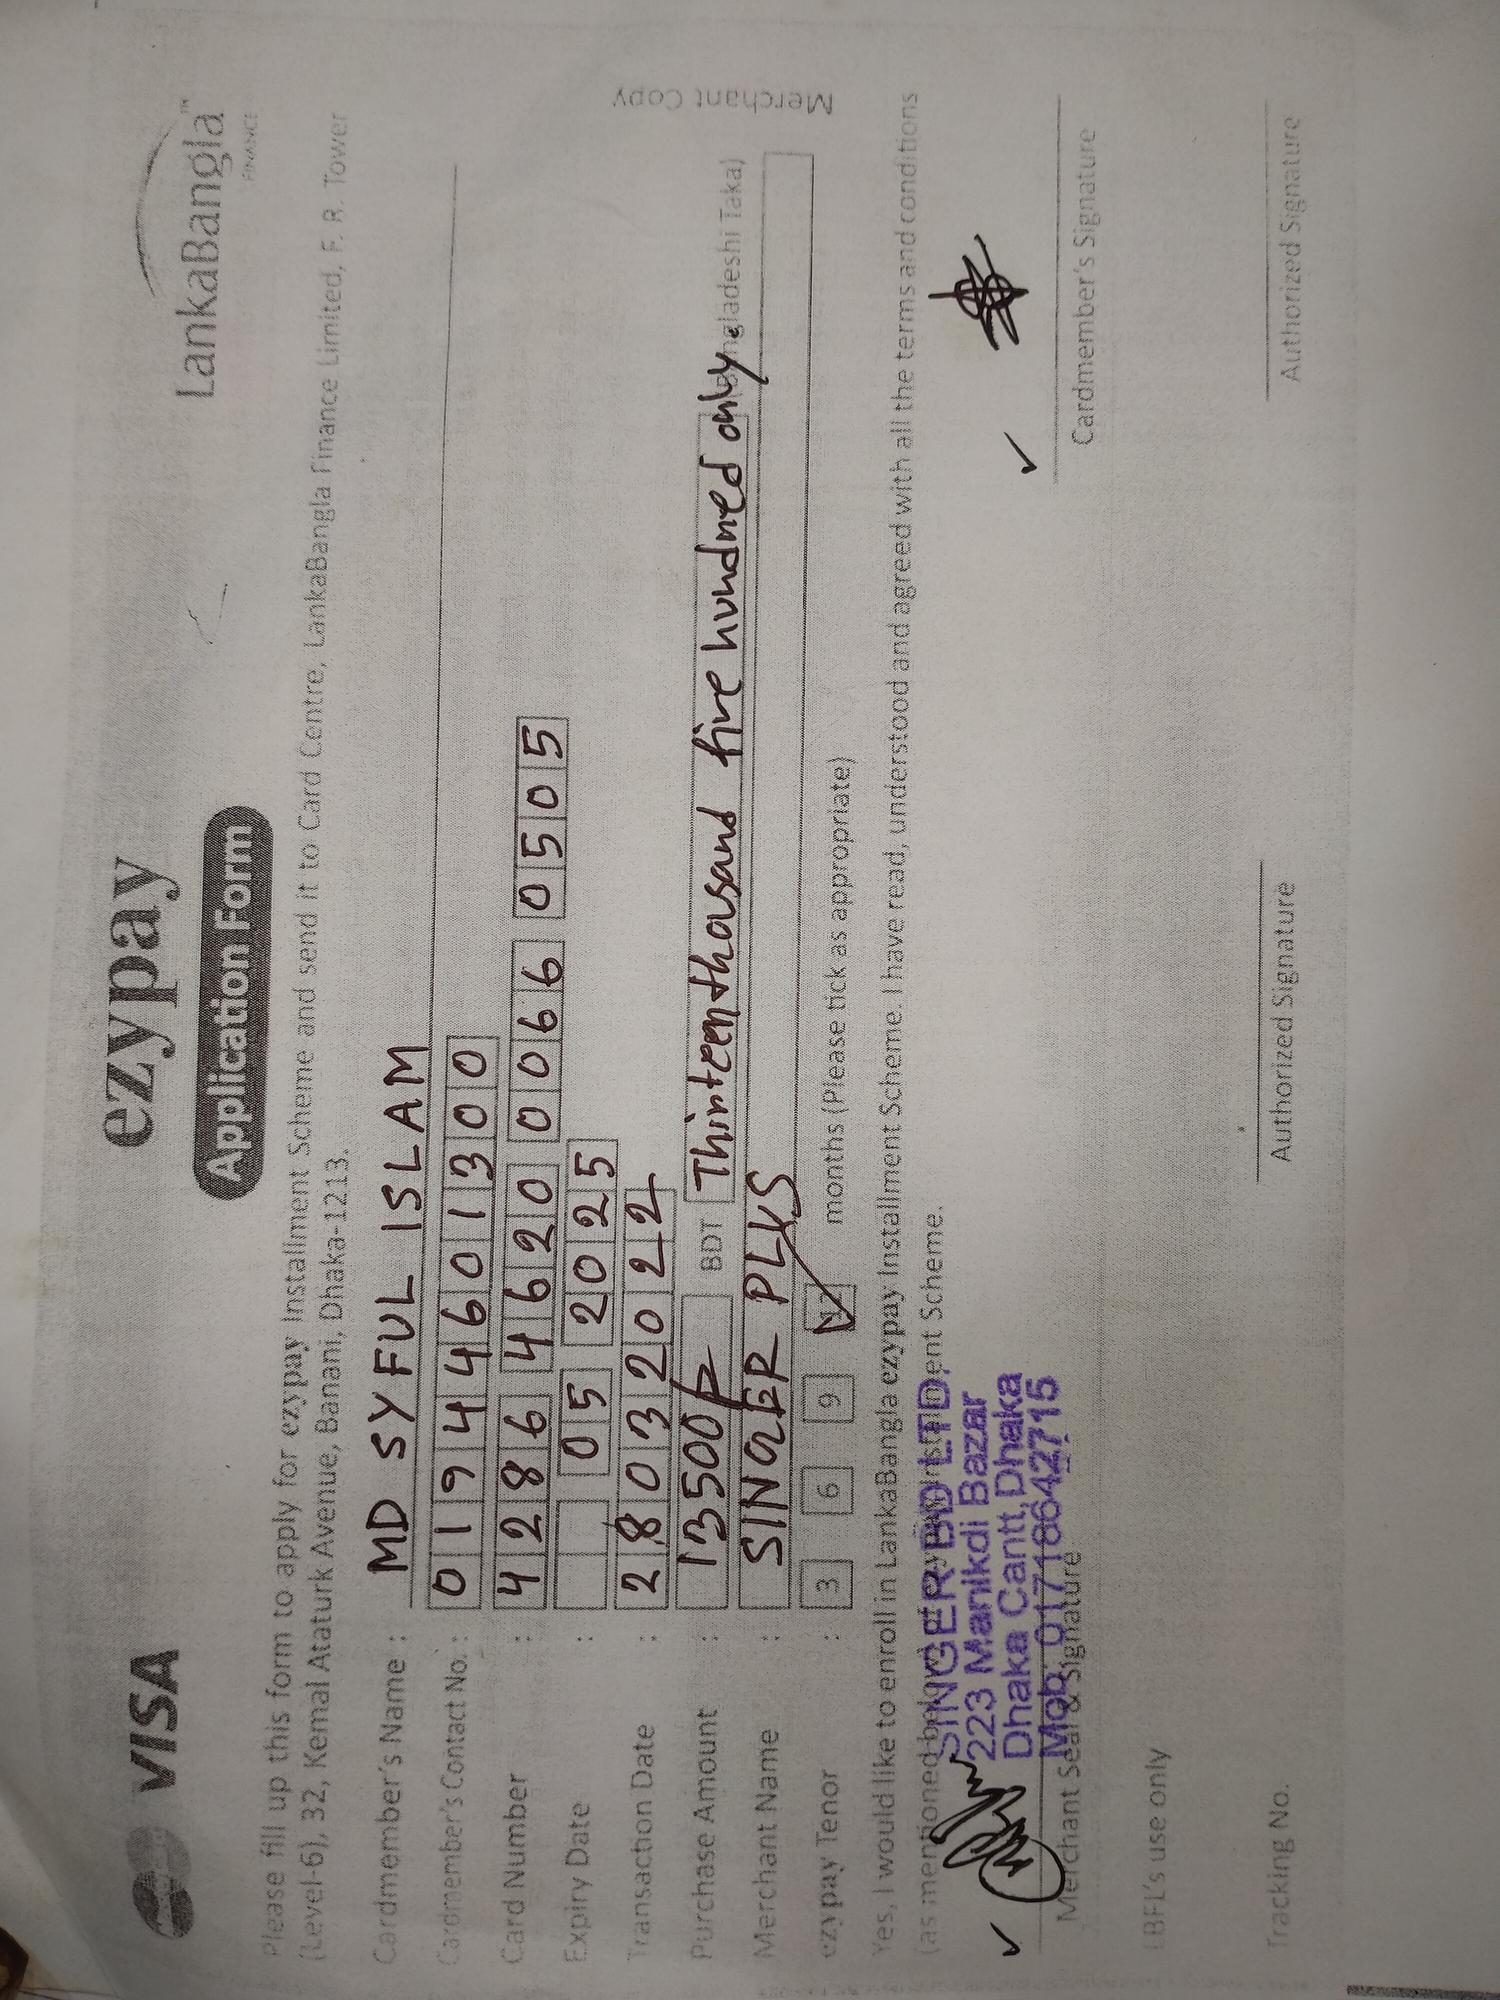 VISA
ezypay
Application Form
LankaBangla™
FINANCE
Please fill up this form to apply for ezypay Installment Scheme and send it to Card Centre, LankaBangla Finance Limited, F. R. Tower
(Level-6), 32, Kemal Ataturk Avenue, Banani, Dhaka-1213.
Cardmember's Name : MD SYFUL ISLAM
Cardmember's Contact No. : 01944601300
Card Number : 4286 4620 0066 0505
Expiry Date : 05 2025
Transaction Date : 28032022
Purchase Amount : 13500 BDT Thirteen thousand five hundred only. Bangladeshi Taka)
Merchant Name : SINGER PLUS
ezypay Tenor : 3 6 9 months (Please tick as appropriate)
Merchant Copy
Yes, I would like to enroll in LankaBangla ezypay Installment Scheme. I have read, understood and agreed with all the terms and conditions
(as mentioned below) of ezypay Installment Scheme.
SINGER BD LTD.
223 Manikdi Bazar
Dhaka Cantt, Dhaka
Mob: 01718642715
Merchant Seal & Signature
Cardmember's Signature
LBFL's use only
Tracking No.
Authorized Signature
Authorized Signature